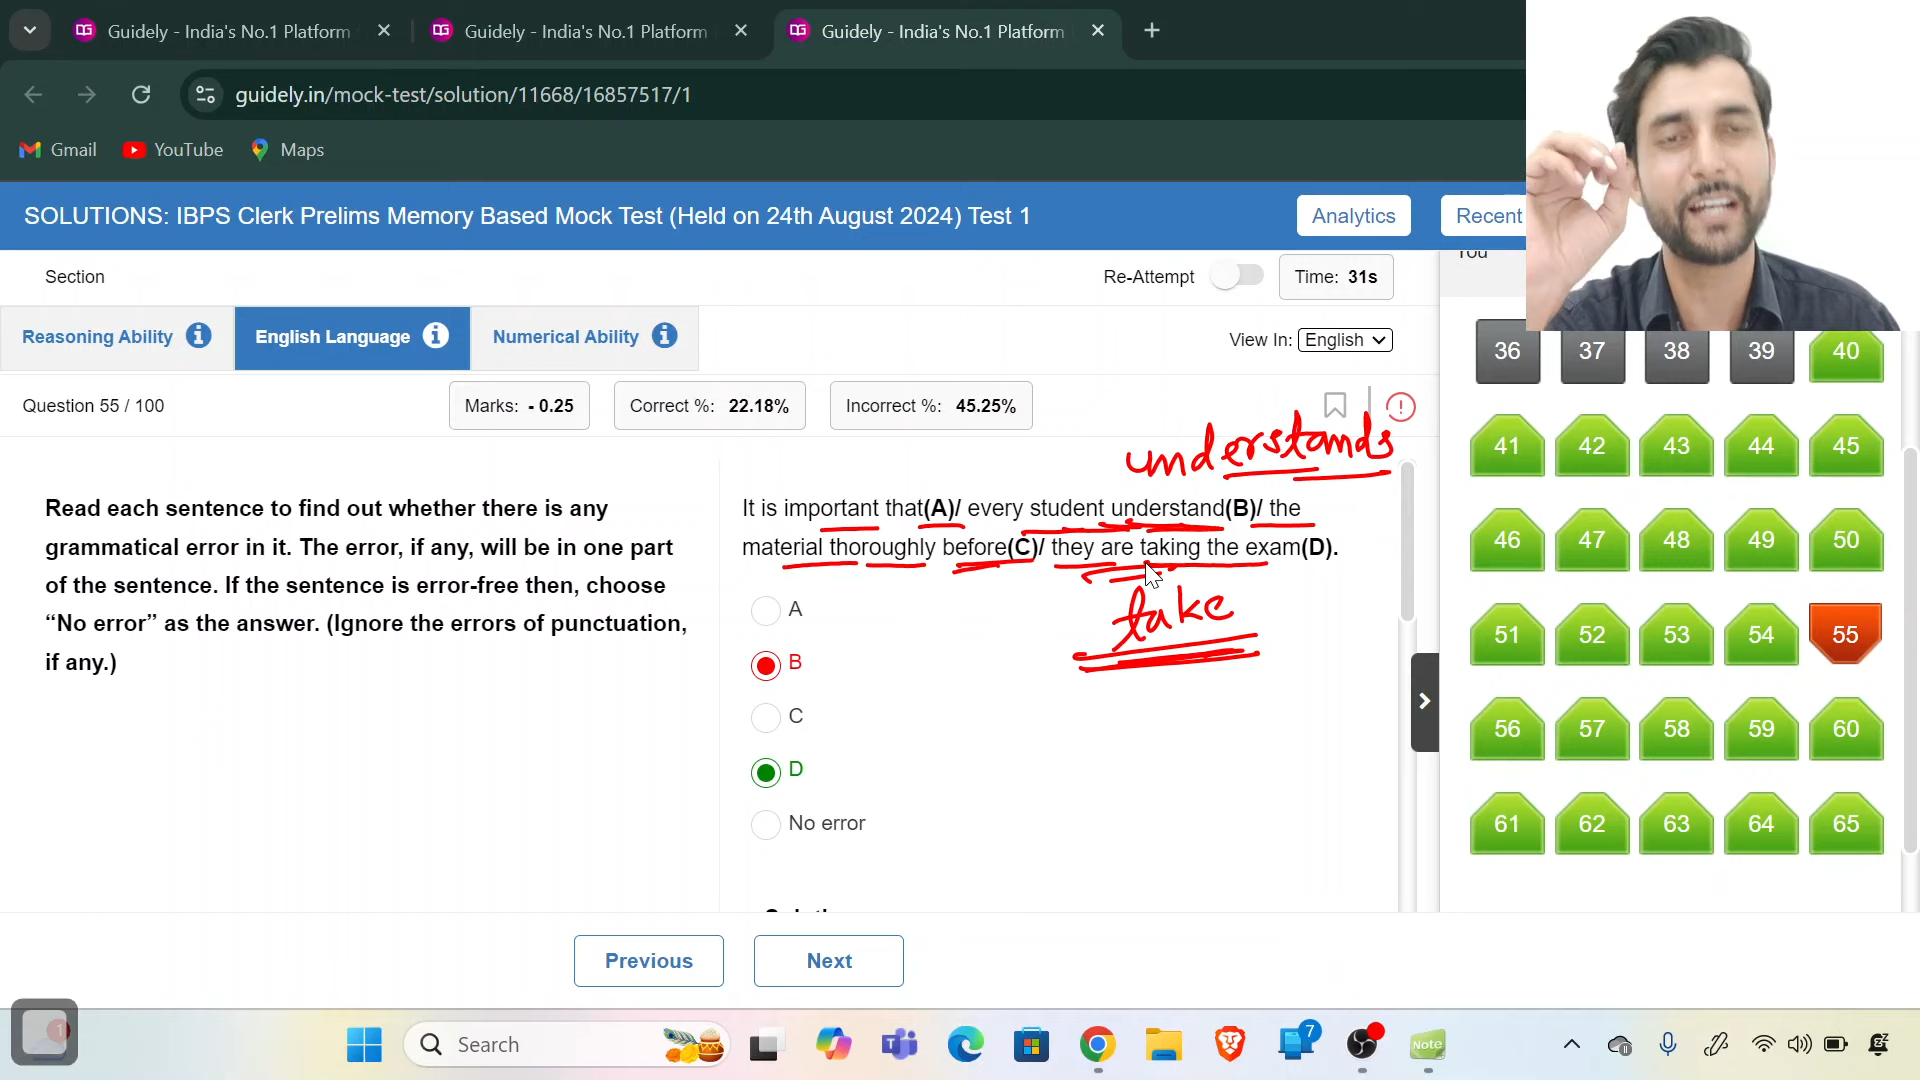 Guidely - India's No.1 Platform
Guidely - India's No.1 Platform
Guidely - India's No.1 Platform
guidely.in/mock-test/solution/11668/16857517/1
Gmail
YouTube
Maps
SOLUTIONS: IBPS Clerk Prelims Memory Based Mock Test (Held on 24th August 2024) Test 1
Analytics
Recent
Section
Re-Attempt
Time: 31s
You
Reasoning Ability i
English Language i
Numerical Ability i
View In: English
Question 55 / 100
Marks: - 0.25
Correct %: 22.18%
Incorrect %: 45.25%
understands
Read each sentence to find out whether there is any
grammatical error in it. The error, if any, will be in one part
of the sentence. If the sentence is error-free then, choose
“No error” as the answer. (Ignore the errors of punctuation,
if any.)
It is important that(A)/ every student understand(B)/ the
material thoroughly before(C)/ they are taking the exam(D).
take
A
B
C
D
No error
36 37 38 39 40
41 42 43 44 45
46 47 48 49 50
51 52 53 54 55
56 57 58 59 60
61 62 63 64 65
Previous
Next
1
Search
7
Note